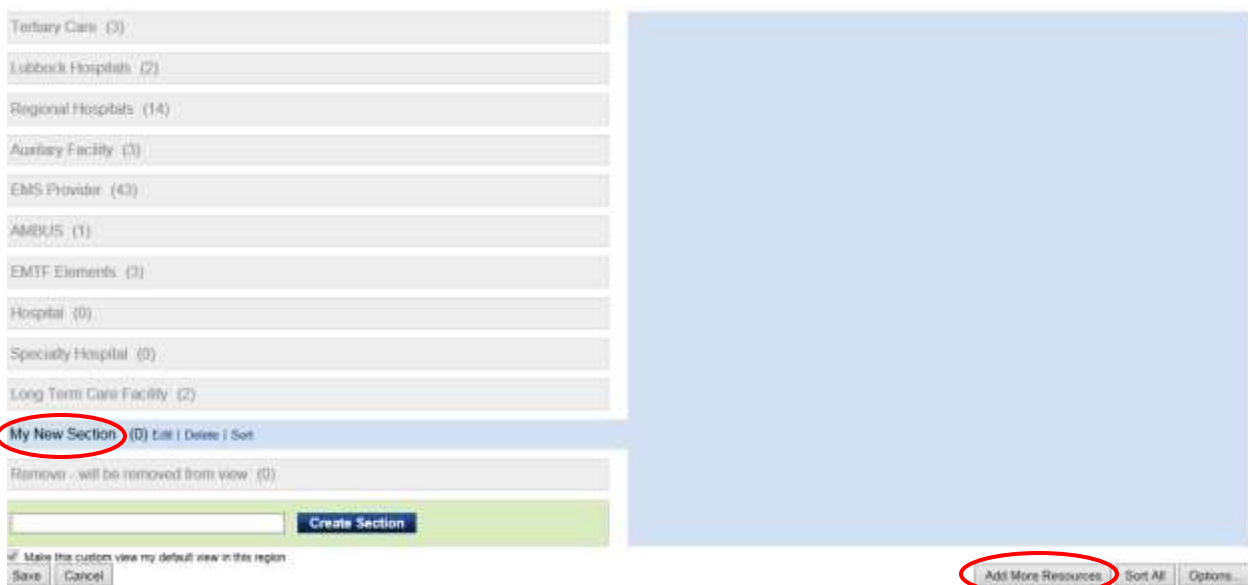 Tertiary Care (3)
Lubbock Hospitals (2)
Regional Hospitals (14)
Auxiliary Facility (3)
EMS Provider (43)
AMBUS (1)
EMTF Elements (3)
Hospital (0)
Specialty Hospital (0)
Long Term Care Facility (2)
My New Section (0) Edit | Delete | Sort
Remove - will be removed from view (0)
Create Section
Make this custom view my default view in this region
Save Cancel Add More Resources Sort All Options...